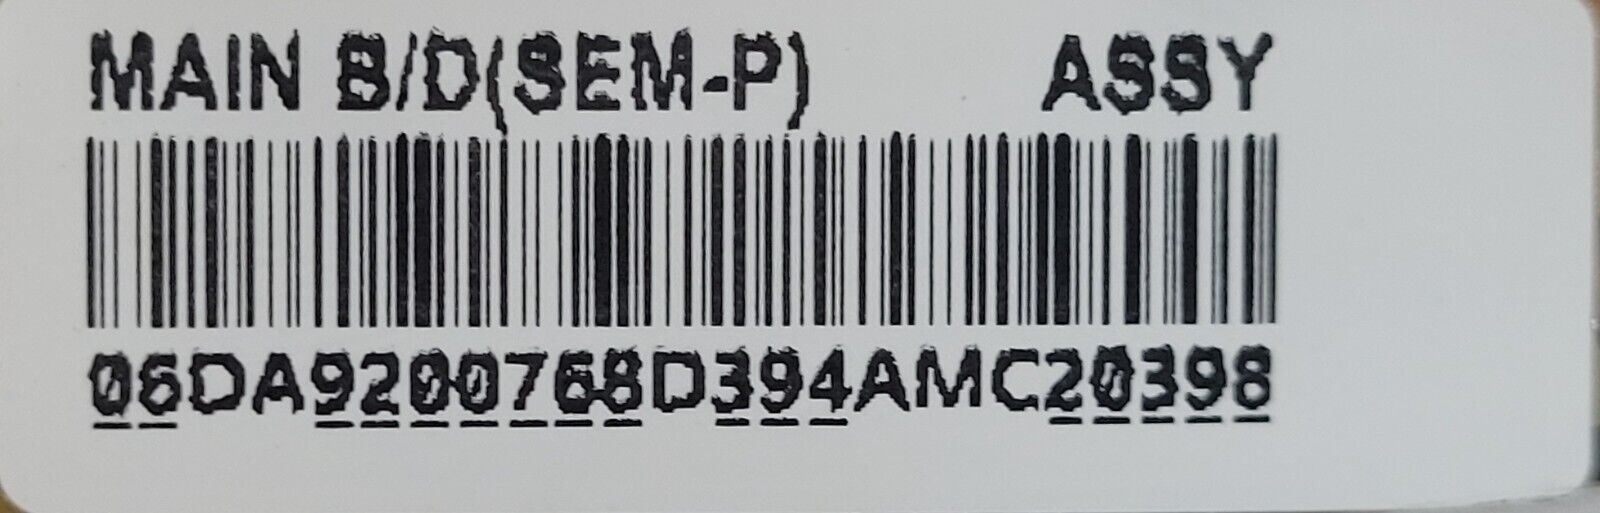 MAIN B/D(SEM-P) ASSY
06DA9200768D394AMC20398